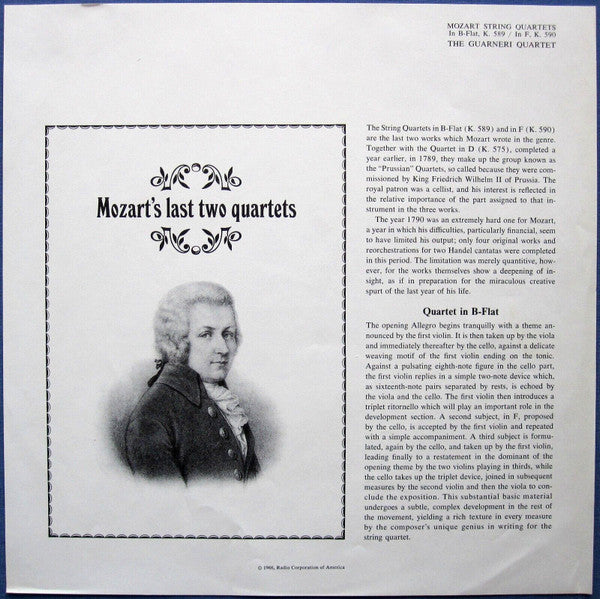 MOZART STRING QUARTETS
In B-Flat, K. 589 / In F, K. 590
THE GUARNERI QUARTET
Mozart's last two quartets
The String Quartets in B-Flat (K. 589) and in F (K. 590)
are the last two works which Mozart wrote in the genre.
Together with the Quartet in D (K. 575), completed a
year earlier, in 1789, they make up the group known as
the "Prussian" Quartets, so called because they were com-
missioned by King Friedrich Wilhelm II of Prussia. The
royal patron was a cellist, and his interest is reflected in
the relative importance of the part assigned to that in-
strument in the three works.
The year 1790 was an extremely hard one for Mozart,
a year in which his difficulties, particularly financial, seem
to have limited his output; only four original works and
reorchestrations for two Handel cantatas were completed
in this period. The limitation was merely quantitive, how-
ever, for the works themselves show a deepening of in-
sight, as if in preparation for the miraculous creative
spurt of the last year of his life.
Quartet in B-Flat
The opening Allegro begins tranquilly with a theme an-
nounced by the first violin. It is then taken up by the viola
and immediately thereafter by the cello, against a delicate
weaving motif of the first violin ending on the tonic.
Against a pulsating eighth-note figure in the cello part,
the first violin replies in a simple two-note device which,
as sixteenth-note pairs separated by rests, is echoed by
the viola and the cello. The first violin then introduces a
triplet ritornello which will play an important role in the
development section. A second subject, in F, proposed
by the cello, is accepted by the first violin and repeated
with a simple accompaniment. A third subject is formu-
lated, again by the cello, and taken up by the first violin,
leading finally to a restatement in the dominant of the
opening theme by the two violins playing in thirds, while
the cello takes up the triplet device, joined in subsequent
measures by the second violin and then the viola to con-
clude the exposition. This substantial basic material
undergoes a subtle, complex development in the rest of
the movement, yielding a rich texture in every measure
by the composer's unique genius in writing for the
string quartet.
© 1966, Radio Corporation of America